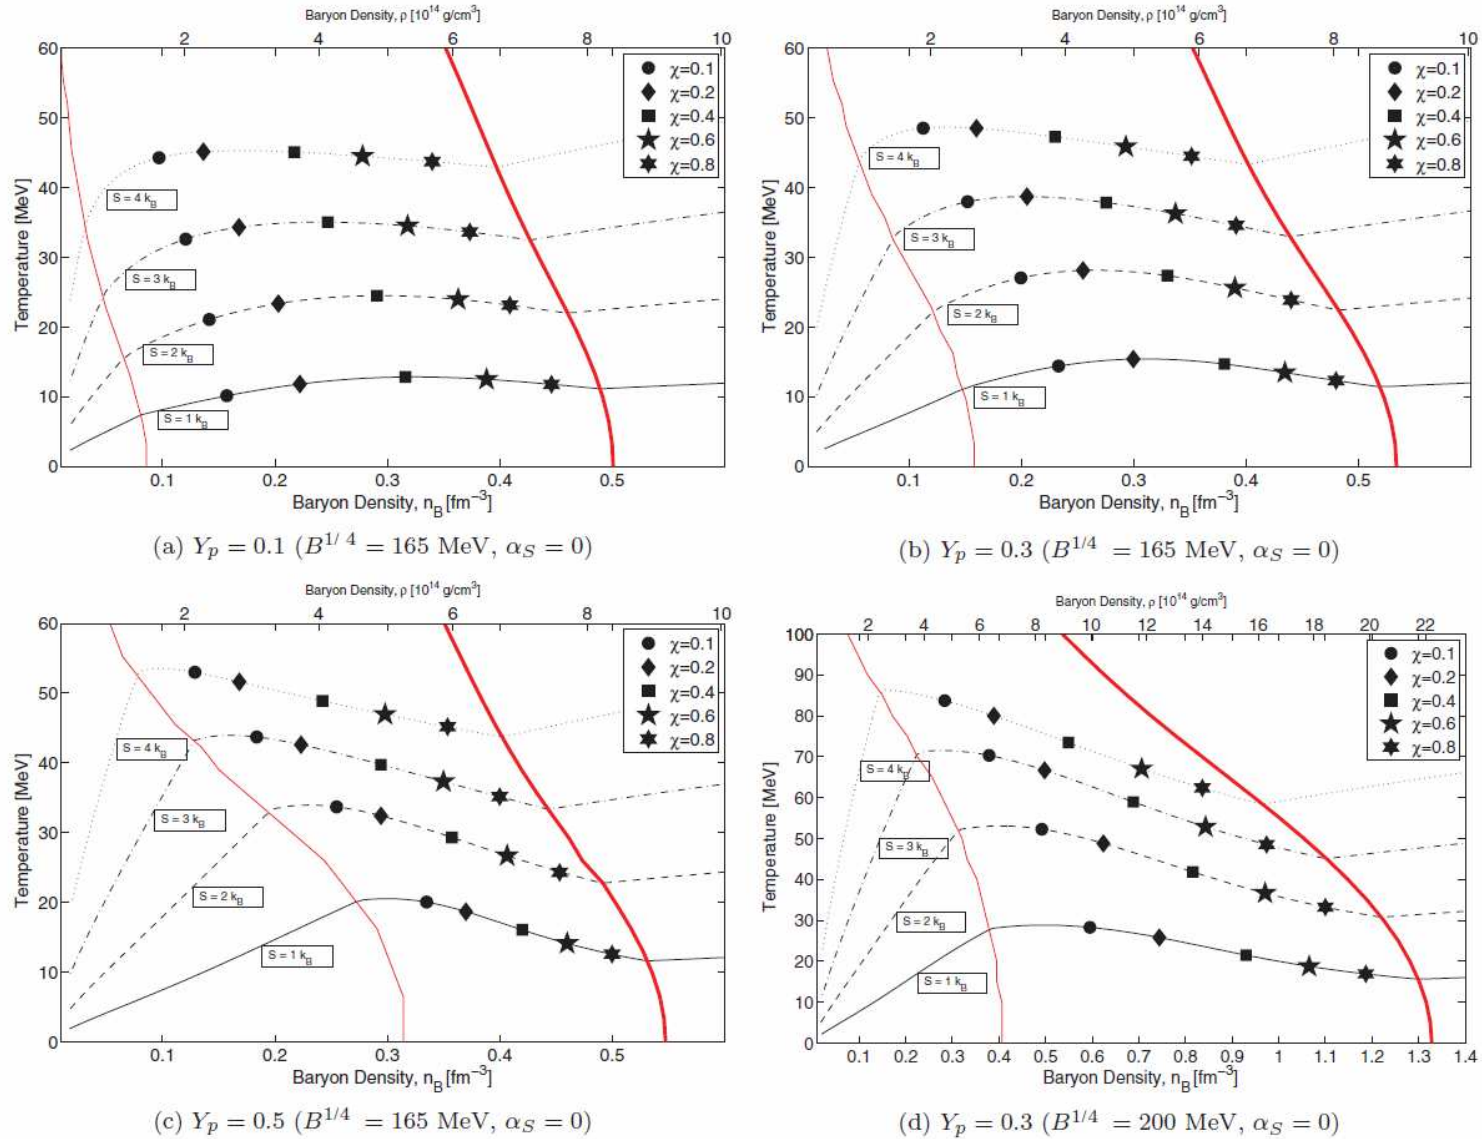 Baryon Density, ρ [10^14 g/cm^3]
2 4 6 8 10
60
50
40
30
20
10
0
Temperature [MeV]
χ=0.1
χ=0.2
χ=0.4
χ=0.6
χ=0.8
S = 4 k_B
S = 3 k_B
S = 2 k_B
S = 1 k_B
0.1 0.2 0.3 0.4 0.5
Baryon Density, n_B [fm^−3]
(a) Y_p = 0.1 (B^1/ 4 = 165 MeV, α_S = 0)
Baryon Density, ρ [10^14 g/cm^3]
2 4 6 8 10
60
50
40
30
20
10
0
Temperature [MeV]
χ=0.1
χ=0.2
χ=0.4
χ=0.6
χ=0.8
S = 4 k_B
S = 3 k_B
S = 2 k_B
S = 1 k_B
0.1 0.2 0.3 0.4 0.5
Baryon Density, n_B [fm^−3]
(b) Y_p = 0.3 (B^1/4 = 165 MeV, α_S = 0)
Baryon Density, ρ [10^14 g/cm^3]
2 4 6 8 10
60
50
40
30
20
10
0
Temperature [MeV]
χ=0.1
χ=0.2
χ=0.4
χ=0.6
χ=0.8
S = 4 k_B
S = 3 k_B
S = 2 k_B
S = 1 k_B
0.1 0.2 0.3 0.4 0.5
Baryon Density, n_B [fm^−3]
(c) Y_p = 0.5 (B^1/4 = 165 MeV, α_S = 0)
Baryon Density, ρ [10^14 g/cm^3]
2 4 6 8 10 12 14 16 18 20 22
100
90
80
70
60
50
40
30
20
10
0
Temperature [MeV]
χ=0.1
χ=0.2
χ=0.4
χ=0.6
χ=0.8
S = 4 k_B
S = 3 k_B
S = 2 k_B
S = 1 k_B
0.1 0.2 0.3 0.4 0.5 0.6 0.7 0.8 0.9 1 1.1 1.2 1.3 1.4
Baryon Density, n_B [fm^−3]
(d) Y_p = 0.3 (B^1/4 = 200 MeV, α_S = 0)